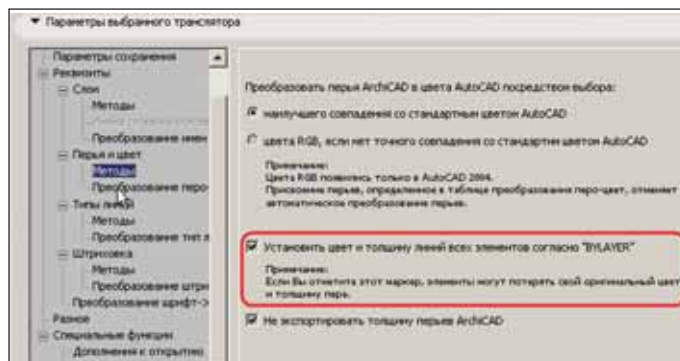 Параметры выбранного транслятора
Параметры сохранения
Реквизиты
Слои
Методы
Преобразование имен
Перья и цвет
Методы
Преобразование перо-
Типы линий
Методы
Преобразование тип л
Штриховка
Методы
Преобразование штри
Преобразование шрифт->
Разное
Специальные функции
Дополнения к открытию
Преобразовать перья ArchiCAD в цвета AutoCAD посредством выбора:
наилучшего совпадения со стандартным цветом AutoCAD
цвета RGB, если нет точного совпадения со стандартным цветом AutoCAD
Примечание:
Цвета RGB появились только в AutoCAD 2004.
Присвоение перьев, определенное в таблице преобразования перо-цвет, отменяет
автоматическое преобразование перьев.
Установить цвет и толщину линий всех элементов согласно "BYLAYER"
Примечание:
Если Вы отметите этот маркер, элементы могут потерять свой оригинальный цвет
и толщину пера.
Не экспортировать толщину перьев ArchiCAD